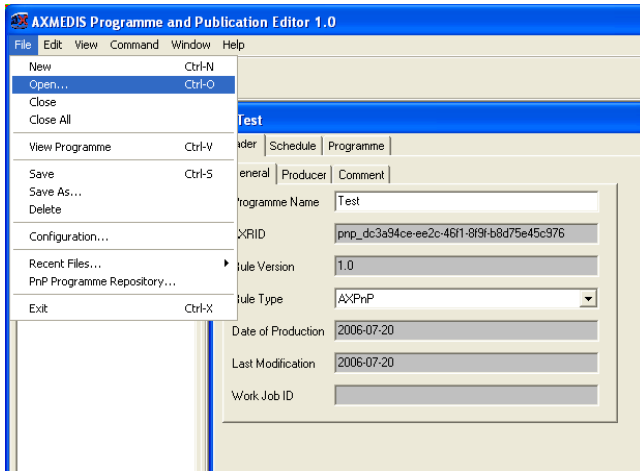 AXMEDIS Programme and Publication Editor 1.0
File Edit View Command Window Help
New Ctrl-N
Open... Ctrl-O
Close
Close All
View Programme Ctrl-V
Save Ctrl-S
Save As...
Delete
Configuration...
Recent Files...
PnP Programme Repository...
Exit Ctrl-X
Test
ader Schedule Programme
eneral Producer Comment
Programme Name Test
XRID pnp_dc3a94ce-ee2c-46f1-8f9f-b8d75e45c976
Rule Version 1.0
Rule Type AXPnP
Date of Production 2006-07-20
Last Modification 2006-07-20
Work Job ID